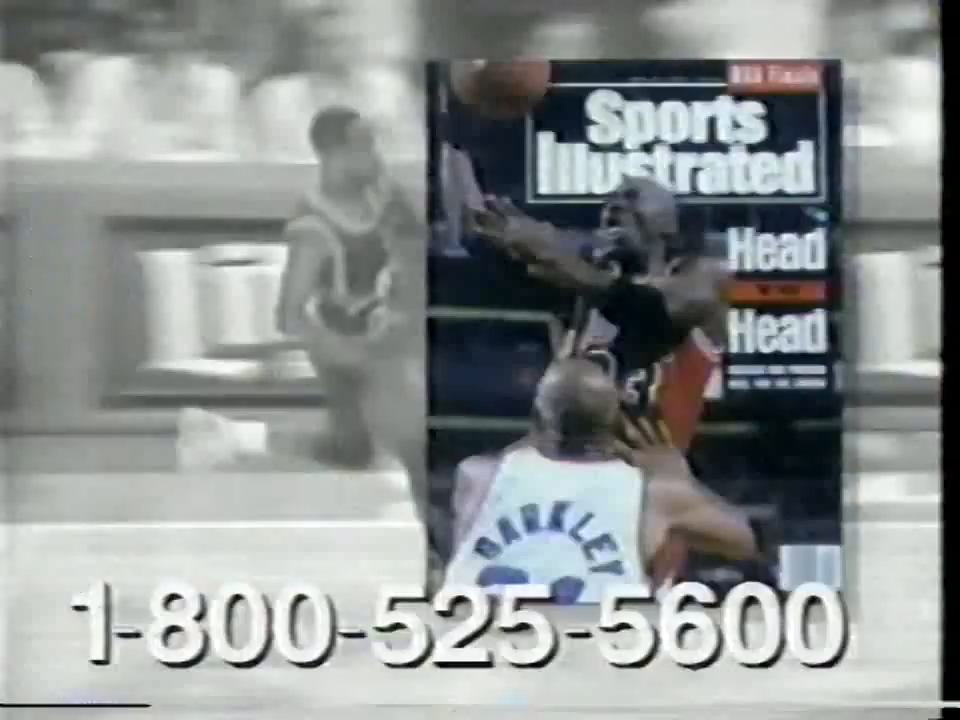 NBA Finals
Sports
Illustrated
Head
Head
BARKLEY
1-800-525-5600